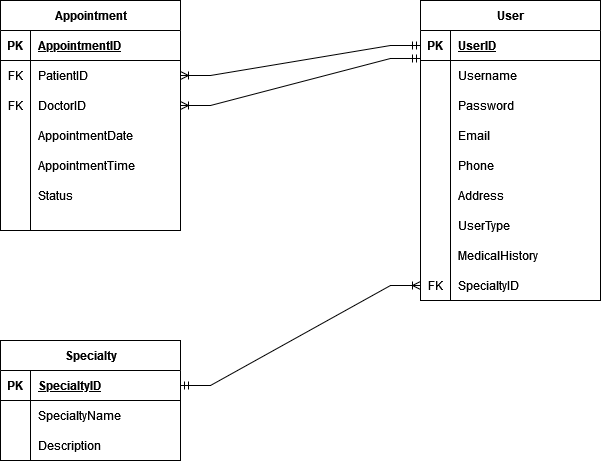 Appointment
PK AppointmentID
FK PatientID
FK DoctorID
AppointmentDate
AppointmentTime
Status
User
PK UserID
Username
Password
Email
Phone
Address
UserType
MedicalHistory
FK SpecialtyID
Specialty
PK SpecialtyID
SpecialtyName
Description